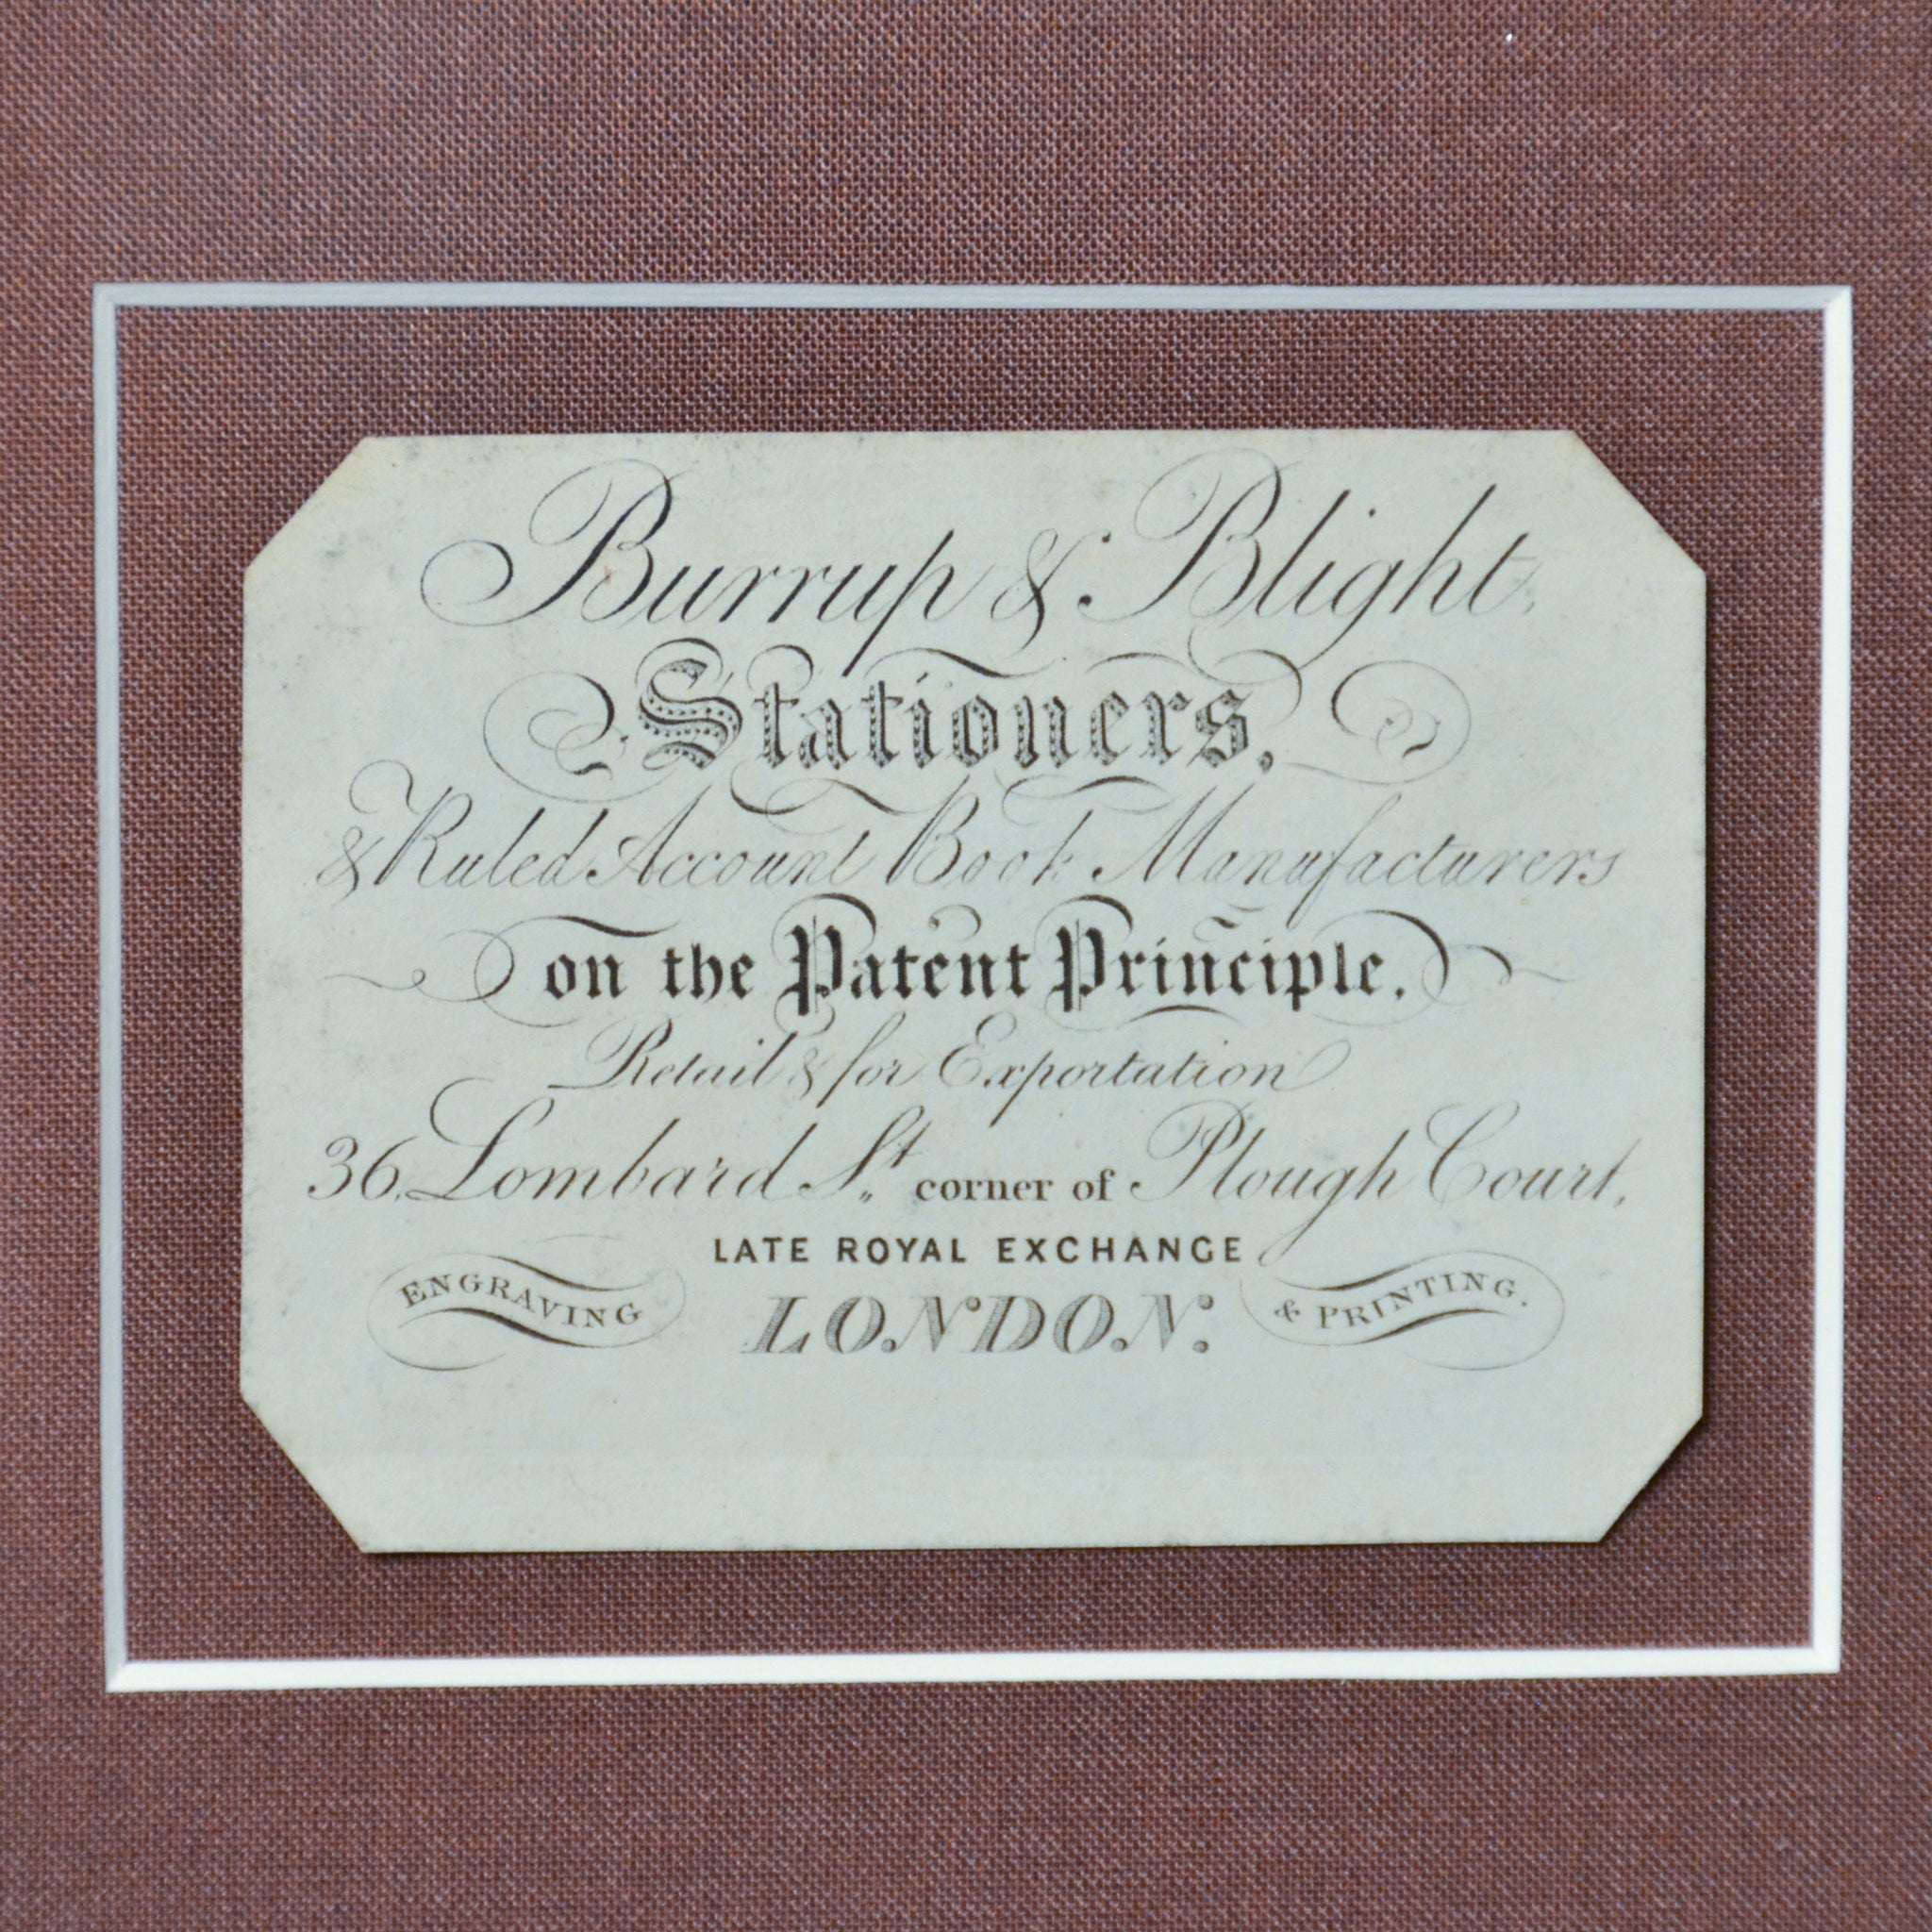 Burrup & Blight.
Stationers,
& Ruled Account Book Manufacturers
on the Patent Principle.
Retail & for Exportation
36, Lombard St. corner of Plough Court,
LATE ROYAL EXCHANGE
ENGRAVING LONDON. & PRINTING.